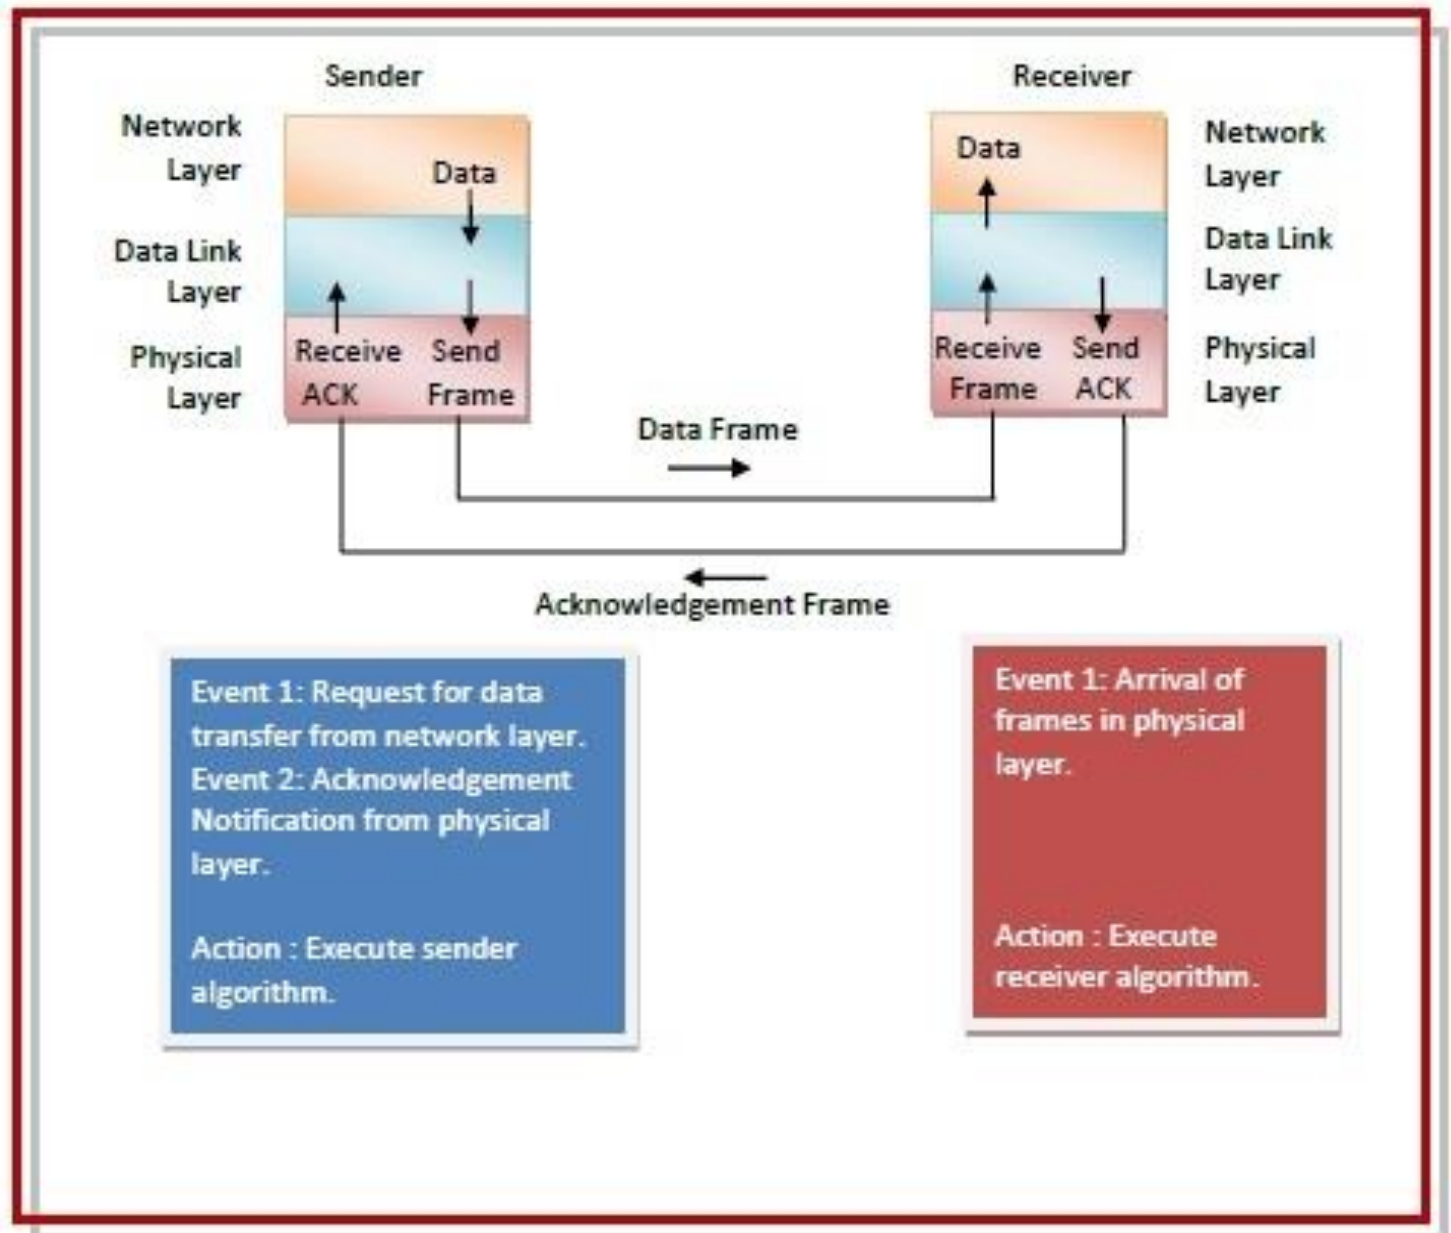 Sender
Network
Layer
Data
Data Link
Layer
Physical
Layer
Receive
ACK
Send
Frame
Receiver
Data
Network
Layer
Data Link
Layer
Receive
Frame
Send
ACK
Physical
Layer
Data Frame
Acknowledgement Frame
Event 1: Request for data
transfer from network layer.
Event 2: Acknowledgement
Notification from physical
layer.
Action : Execute sender
algorithm.
Event 1: Arrival of
frames in physical
layer.
Action : Execute
receiver algorithm.